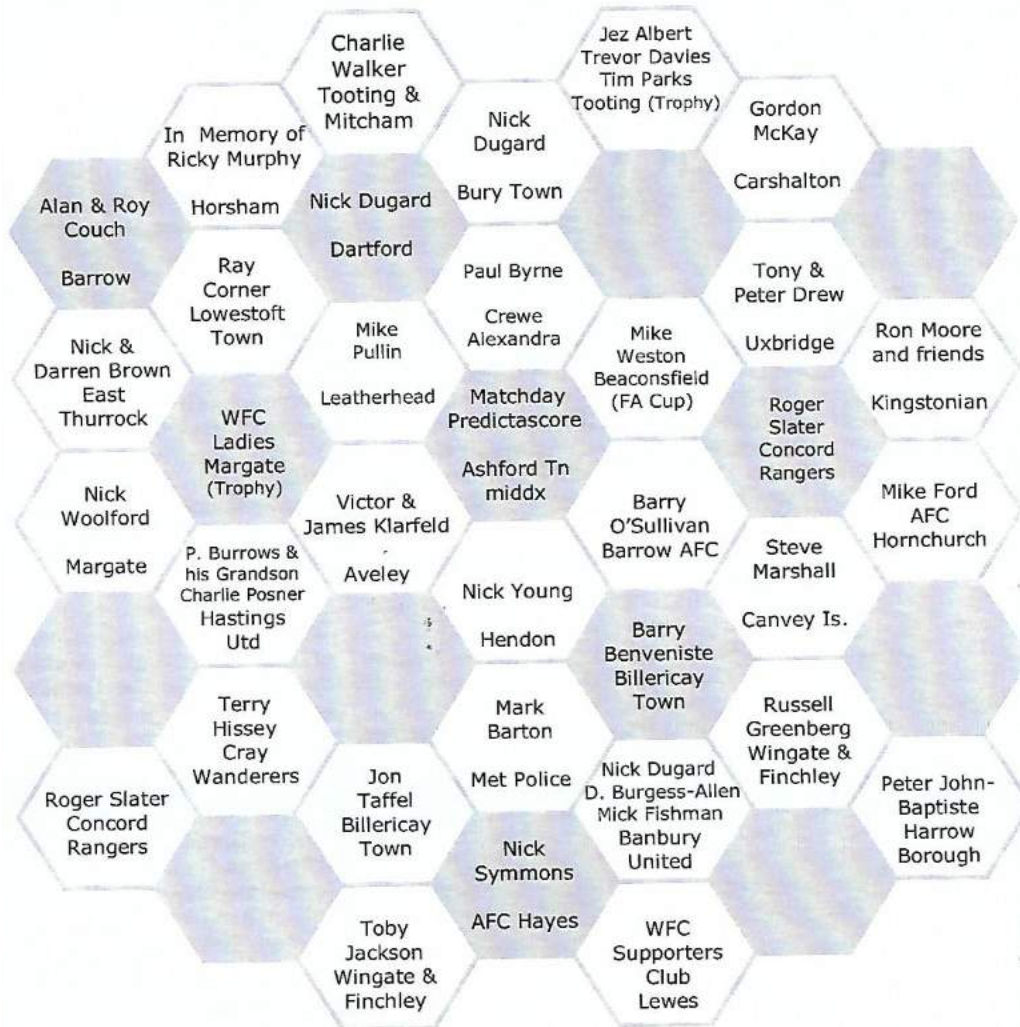 Charlie
Walker
Tooting &
Mitcham
Jez Albert
Trevor Davies
Tim Parks
Tooting (Trophy)
In Memory of
Ricky Murphy
Horsham
Nick
Dugard
Bury Town
Gordon
McKay
Carshalton
Alan & Roy
Couch
Barrow
Nick Dugard
Dartford
Ray
Corner
Lowestoft
Town
Paul Byrne
Crewe
Alexandra
Tony &
Peter Drew
Uxbridge
Nick &
Darren Brown
East
Thurrock
Mike
Pullin
Leatherhead
Mike
Weston
Beaconsfield
(FA Cup)
Ron Moore
and friends
Kingstonian
WFC
Ladies
Margate
(Trophy)
Matchday
Predictascore
Ashford Tn
middx
Roger
Slater
Concord
Rangers
Nick
Woolford
Margate
Victor &
James Klarfeld
Aveley
Barry
O'Sullivan
Barrow AFC
Mike Ford
AFC
Hornchurch
P. Burrows &
his Grandson
Charlie Posner
Hastings
Utd
Nick Young
Hendon
Steve
Marshall
Canvey Is.
Barry
Benveniste
Billericay
Town
Terry
Hissey
Cray
Wanderers
Mark
Barton
Met Police
Russell
Greenberg
Wingate &
Finchley
Roger Slater
Concord
Rangers
Jon
Taffel
Billericay
Town
Nick Dugard
D. Burgess-Allen
Mick Fishman
Banbury
United
Peter John-
Baptiste
Harrow
Borough
Nick
Symmons
AFC Hayes
Toby
Jackson
Wingate &
Finchley
WFC
Supporters
Club
Lewes